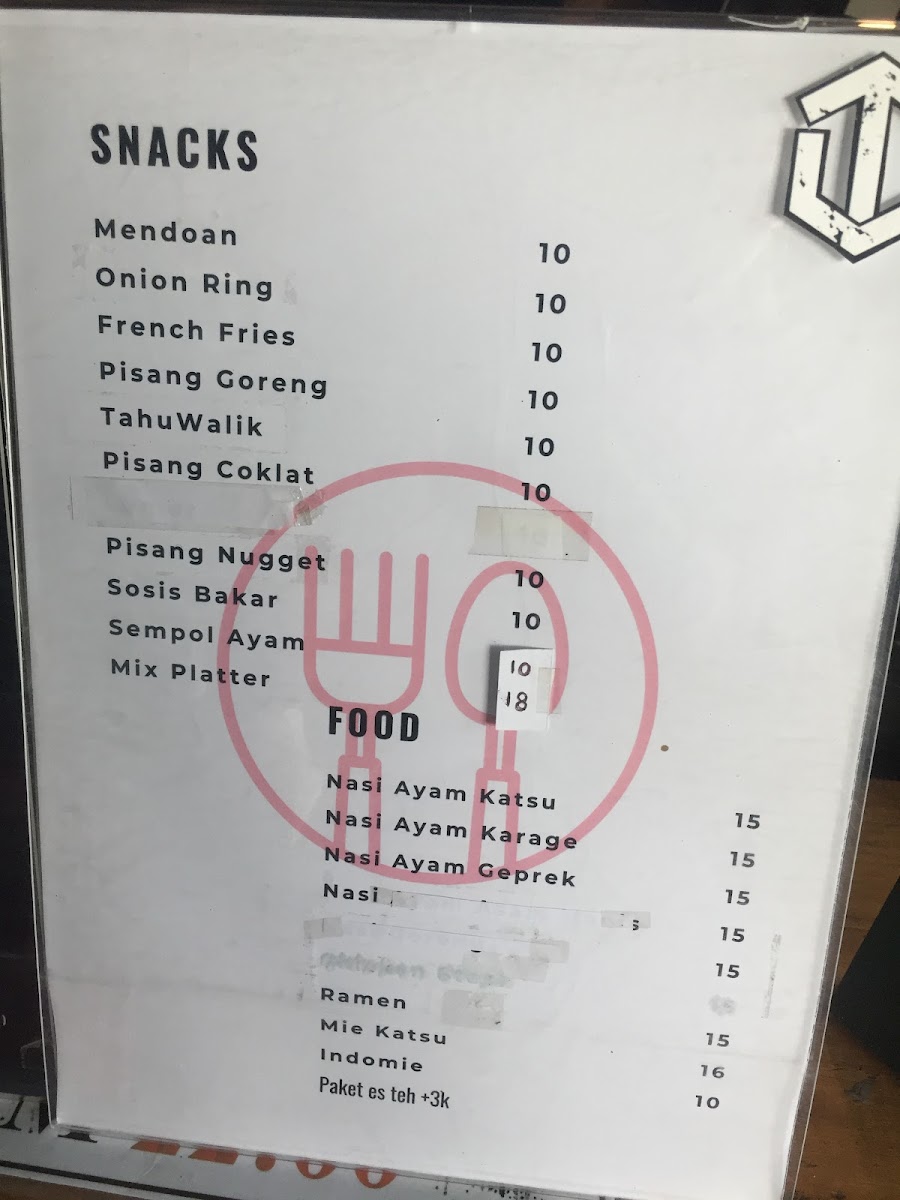 SNACKS
Mendoan 10
Onion Ring 10
French Fries 10
Pisang Goreng 10
TahuWalik 10
Pisang Coklat 10
Pisang Nugget 10
Sosis Bakar 10
Sempol Ayam 10
Mix Platter 18
FOOD
Nasi Ayam Katsu 15
Nasi Ayam Karage 15
Nasi Ayam Geprek 15
Nasi 15
15
Ramen 15
Mie Katsu 16
Indomie 10
Paket es teh +3k